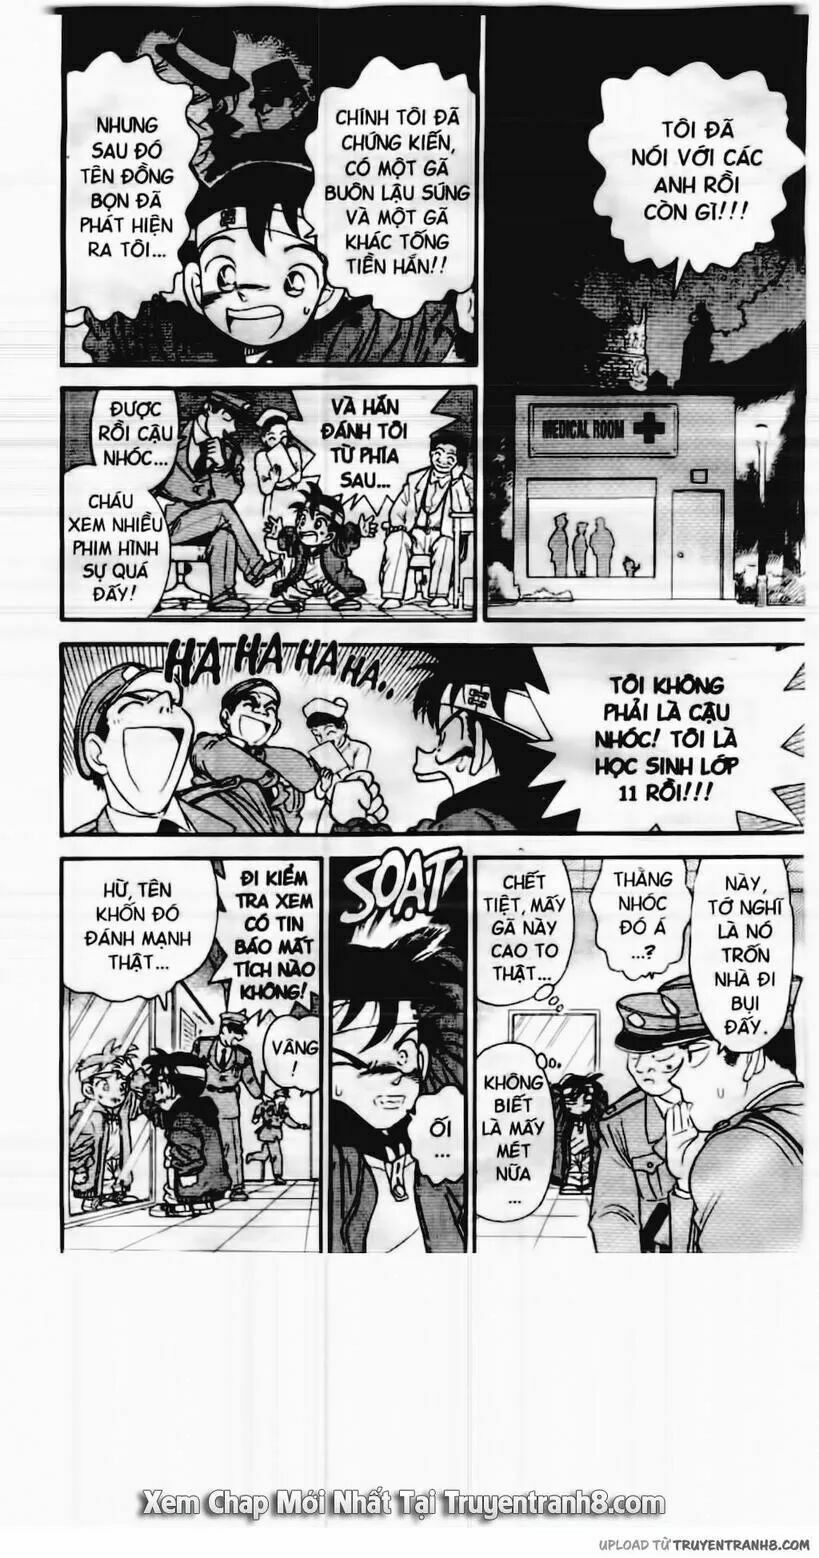 TÔI ĐÃ
NÓI VỚI CÁC
ANH RỒI
CÒN GÌ!!!
CHÍNH TÔI ĐÃ
CHỨNG KIẾN,
CÓ MỘT GÃ
BUÔN LẬU SÚNG
VÀ MỘT GÃ
KHÁC TỐNG
TIỀN HẮN!!
NHƯNG
SAU ĐÓ
TÊN ĐỒNG
BỌN ĐÃ
PHÁT HIỆN
RA TÔI...
MEDICAL ROOM
VÀ HẮN
ĐÁNH TÔI
TỪ PHÍA
SAU...
ĐƯỢC
RỒI CẬU
NHÓC...
CHÁU
XEM NHIỀU
PHIM HÌNH
SỰ QUÁ
ĐẤY!
TÔI KHÔNG
PHẢI LÀ CẬU
NHÓC! TÔI LÀ
HỌC SINH LỚP
11 RỒI!!!
HA HA HA HA..
NÀY,
TỚ NGHĨ
LÀ NÓ
TRỐN
NHÀ ĐI
BỤI
ĐẤY.
THẰNG
NHÓC
ĐÓ Á
...?
CHẾT
TIỆT, MẤY
GÃ NÀY
CAO TO
THẬT...
KHÔNG
BIẾT
LÀ MẤY
MÉT
NỮA
...
SOẠT
ỐI
...
ĐI KIỂM
TRA XEM
CÓ TIN
BÁO MẤT
TÍCH NÀO
KHÔNG!
VÂNG
!
HỪ, TÊN
KHỐN ĐÓ
ĐÁNH MẠNH
THẬT...
Xem Chap Mới Nhất Tại Truyentranh8.com
UPLOAD TỪ TRUYENTRANH8.COM